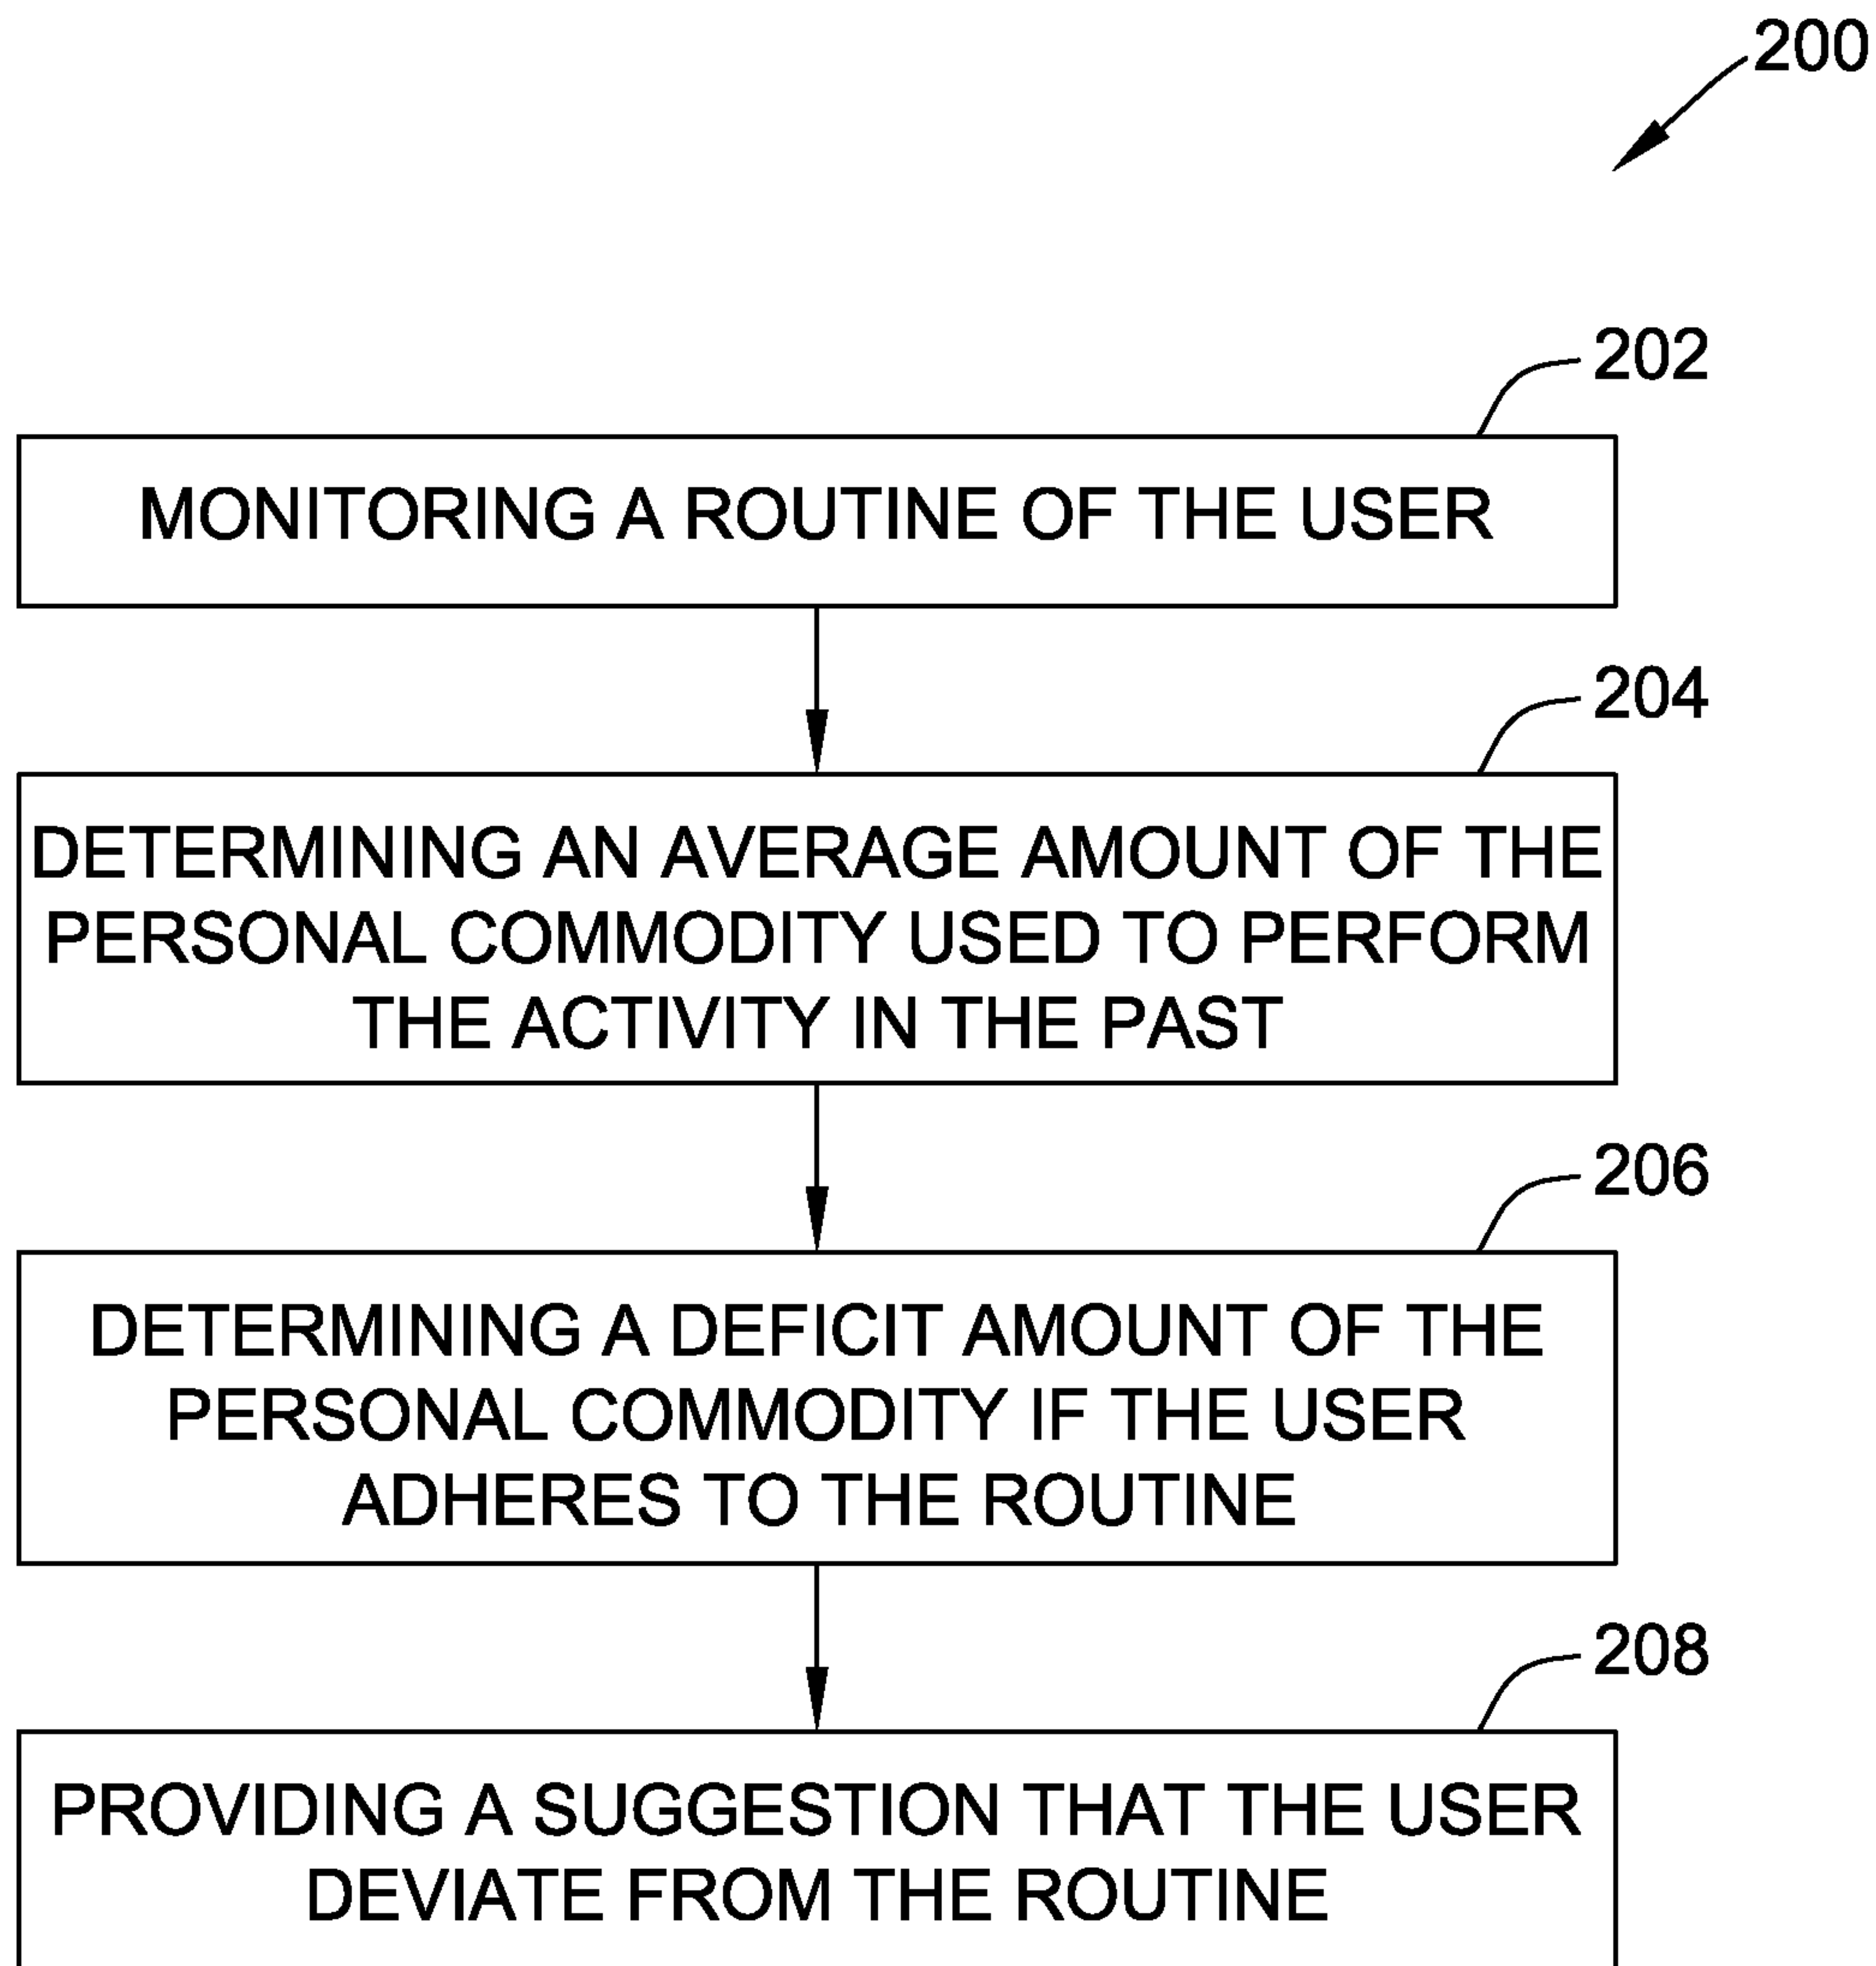 200
202
MONITORING A ROUTINE OF THE USER
204
DETERMINING AN AVERAGE AMOUNT OF THE
PERSONAL COMMODITY USED TO PERFORM
THE ACTIVITY IN THE PAST
206
DETERMINING A DEFICIT AMOUNT OF THE
PERSONAL COMMODITY IF THE USER
ADHERES TO THE ROUTINE
208
PROVIDING A SUGGESTION THAT THE USER
DEVIATE FROM THE ROUTINE